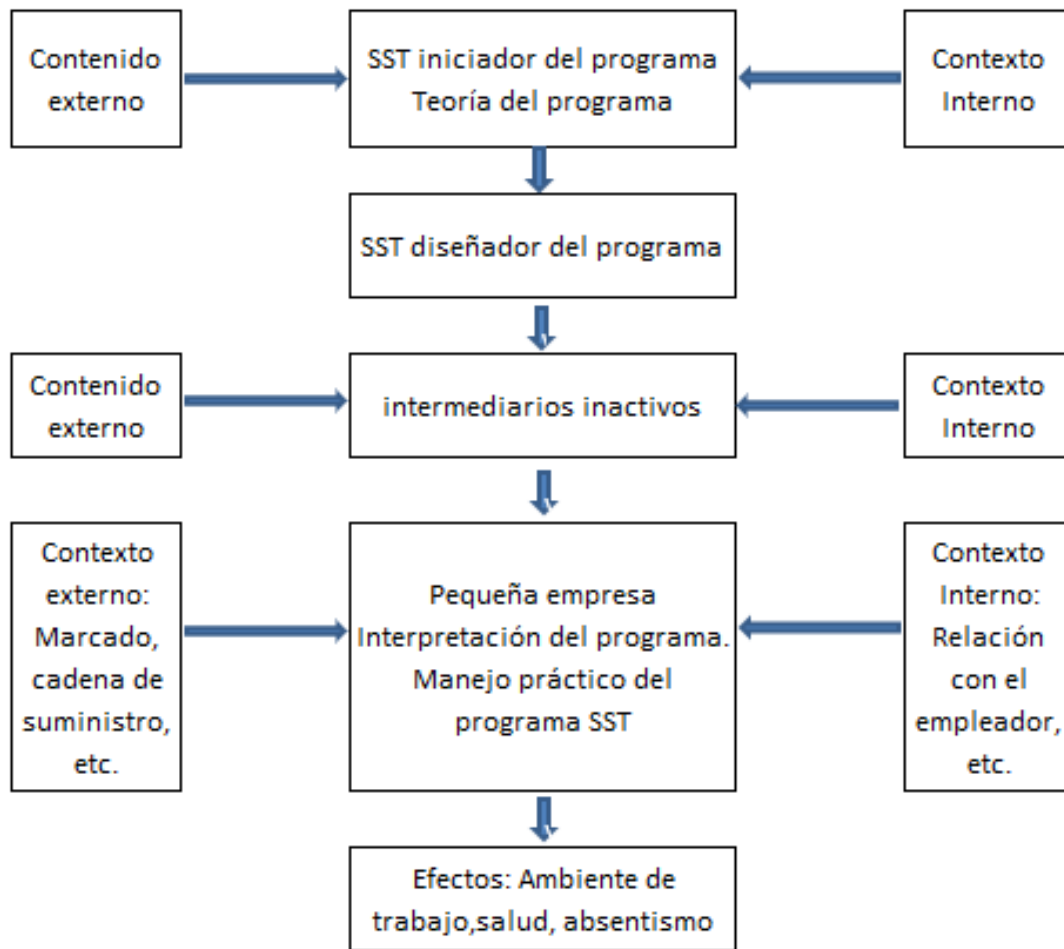 Contenido
externo
SST iniciador del programa
Teoría del programa
Contexto
Interno
SST diseñador del programa
Contenido
externo
intermediarios inactivos
Contexto
Interno
Contexto
externo:
Marcado,
cadena de
suministro,
etc.
Pequeña empresa
Interpretación del programa.
Manejo práctico del
programa SST
Contexto
Interno:
Relación
con el
empleador,
etc.
Efectos: Ambiente de
trabajo,salud, absentismo